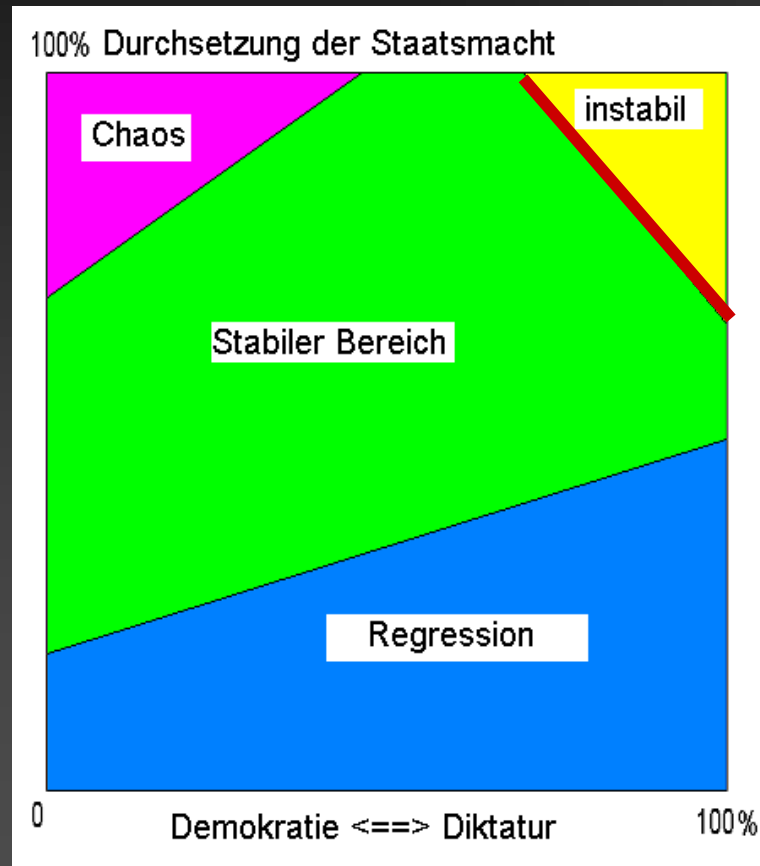 100% Durchsetzung der Staatsmacht
instabil
Chaos
Stabiler Bereich
Regression
0
Demokratie <==> Diktatur
100%